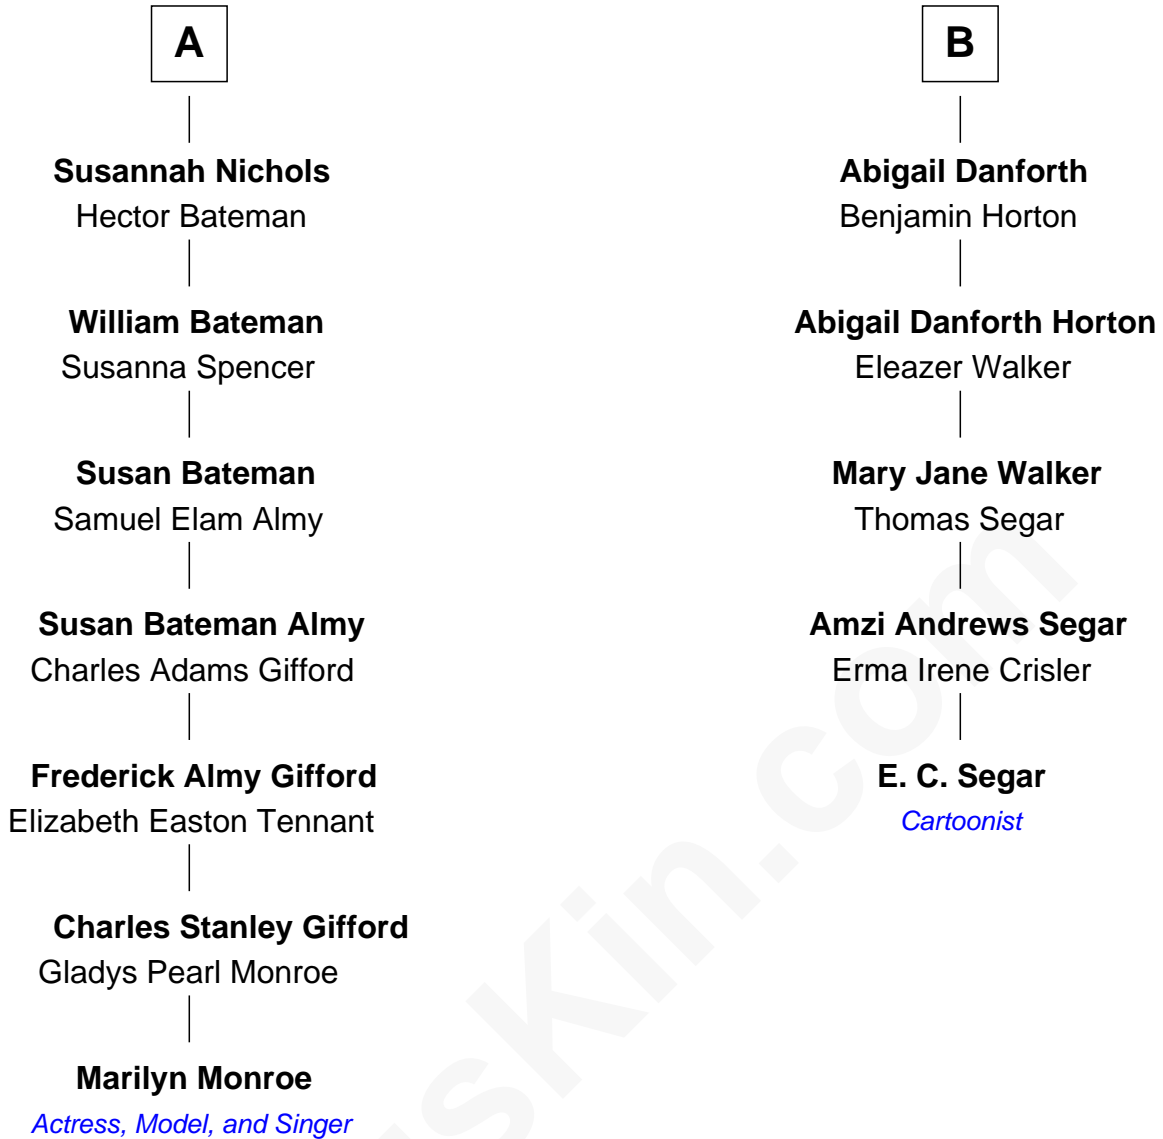 A
Susannah Nichols
Hector Bateman
William Bateman
Susanna Spencer
Susan Bateman
Samuel Elam Almy
Susan Bateman Almy
Charles Adams Gifford
Frederick Almy Gifford
Elizabeth Easton Tennant
Charles Stanley Gifford
Gladys Pearl Monroe
Marilyn Monroe
Actress, Model, and Singer
B
Abigail Danforth
Benjamin Horton
Abigail Danforth Horton
Eleazer Walker
Mary Jane Walker
Thomas Segar
Amzi Andrews Segar
Erma Irene Crisler
E. C. Segar
Cartoonist